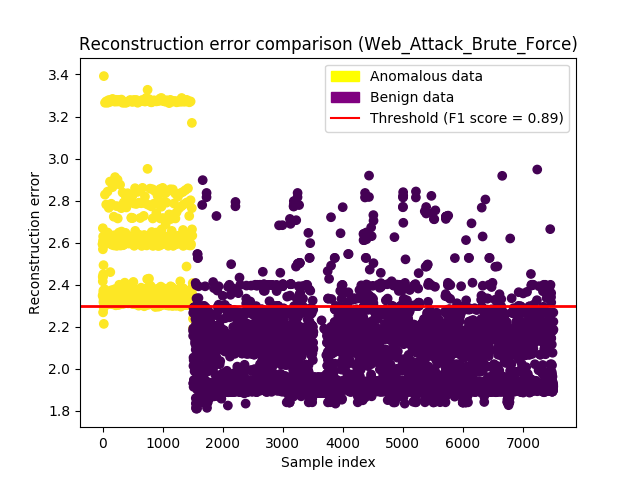 Reconstruction error comparison (Web_Attack_Brute_Force)
Anomalous data
Benign data
Threshold (F1 score = 0.89)
Reconstruction error
3.4
3.2
3.0
2.8
2.6
2.4
2.2
2.0
1.8
0 1000 2000 3000 4000 5000 6000 7000
Sample index